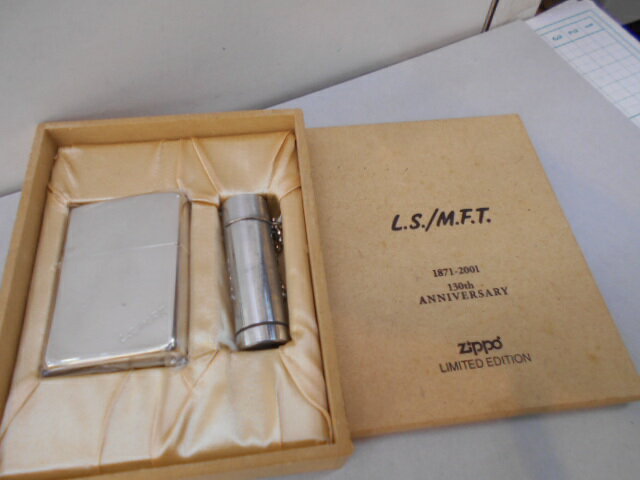 L.S./M.F.T.
1871-2001
130th
ANNIVERSARY
zippo
LIMITED EDITION